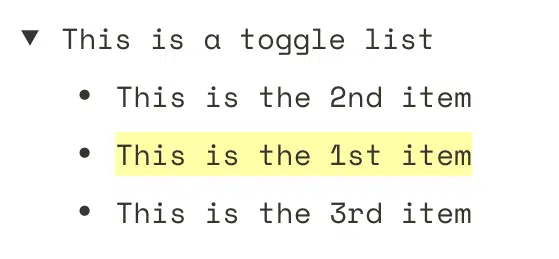 This is a toggle list
This is the 2nd item
This is the 1st item
This is the 3rd item